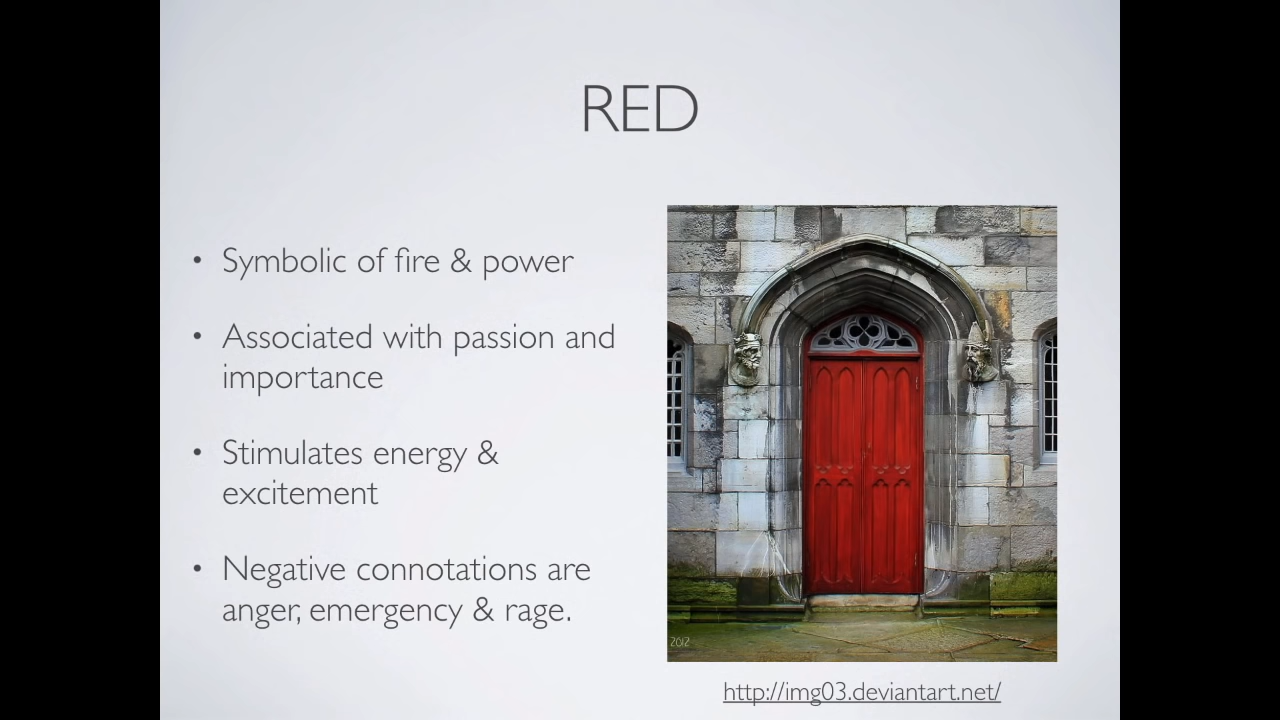 RED
• Symbolic of fire & power
• Associated with passion and
importance
• Stimulates energy &
excitement
• Negative connotations are
anger, emergency & rage.
2012
http://img03.deviantart.net/